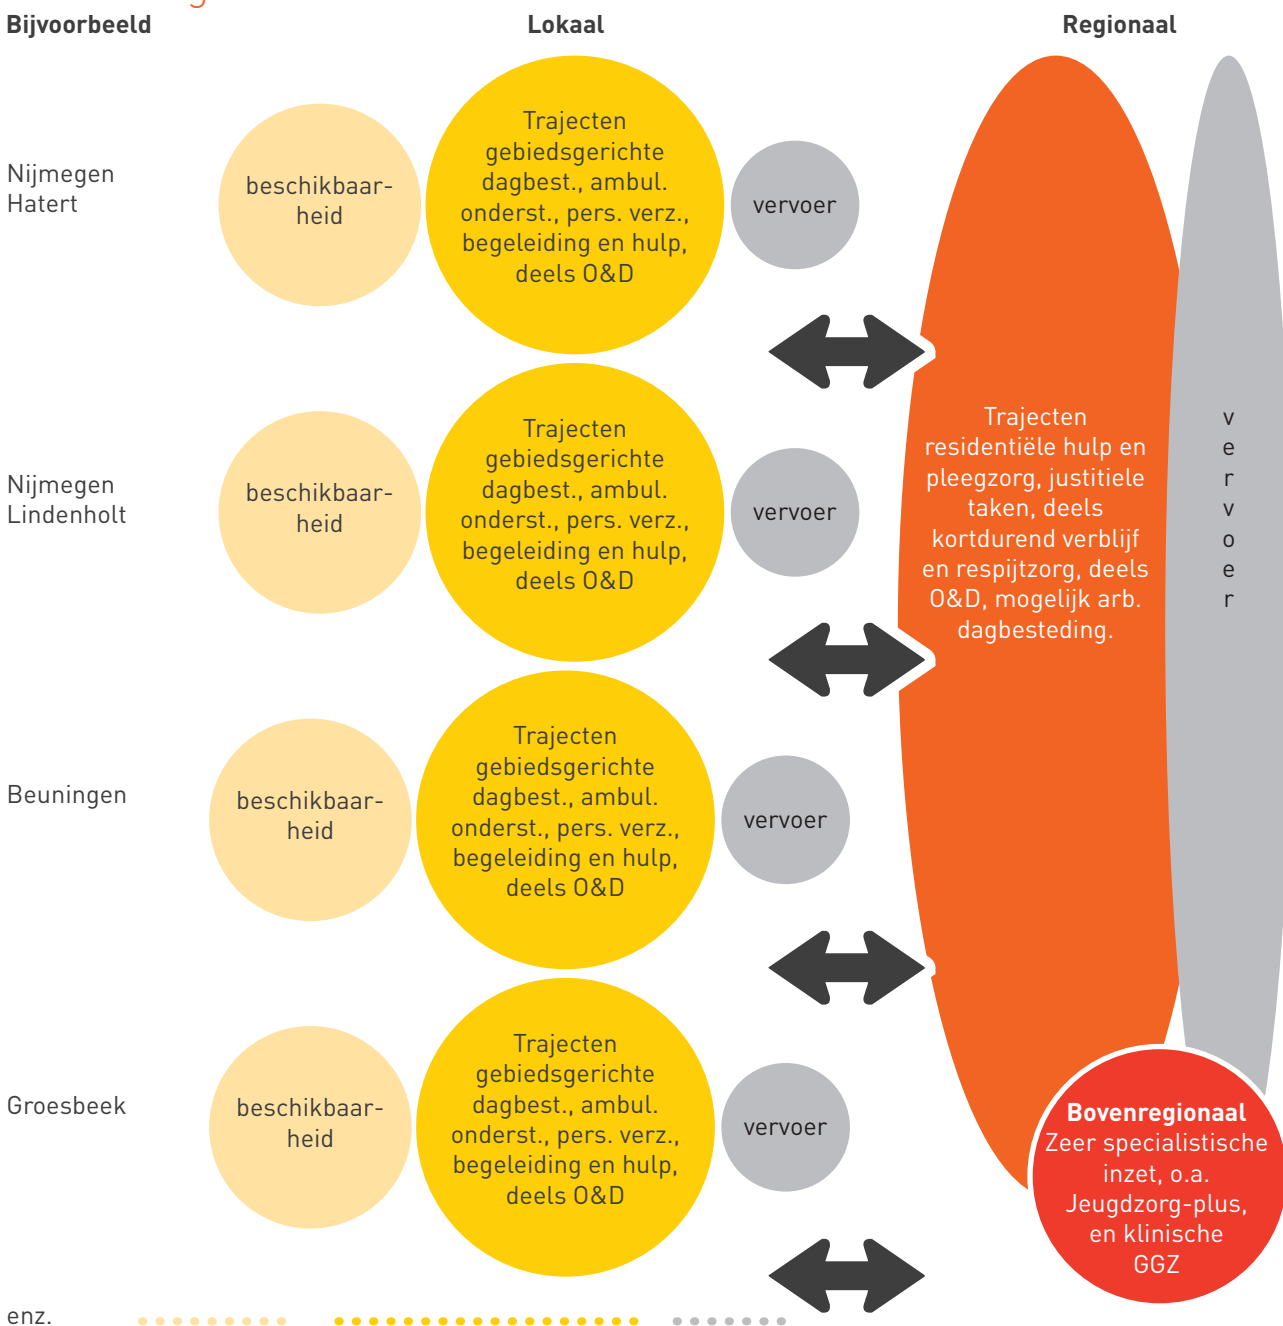 Bijvoorbeeld
Lokaal
Regionaal
Nijmegen
Hatert
beschikbaar-
heid
Trajecten
gebiedsgerichte
dagbest., ambul.
onderst., pers. verz.,
begeleiding en hulp,
deels O&D
vervoer
Nijmegen
Lindenholt
beschikbaar-
heid
Trajecten
gebiedsgerichte
dagbest., ambul.
onderst., pers. verz.,
begeleiding en hulp,
deels O&D
vervoer
Beuningen
beschikbaar-
heid
Trajecten
gebiedsgerichte
dagbest., ambul.
onderst., pers. verz.,
begeleiding en hulp,
deels O&D
vervoer
Groesbeek
beschikbaar-
heid
Trajecten
gebiedsgerichte
dagbest., ambul.
onderst., pers. verz.,
begeleiding en hulp,
deels O&D
vervoer
enz.
Trajecten
residentiële hulp en
pleegzorg, justitiele
taken, deels
kortdurend verblijf
en respijtzorg, deels
O&D, mogelijk arb.
dagbesteding.
v
e
r
v
o
e
r
Bovenregionaal
Zeer specialistische
inzet, o.a.
Jeugdzorg-plus,
en klinische
GGZ